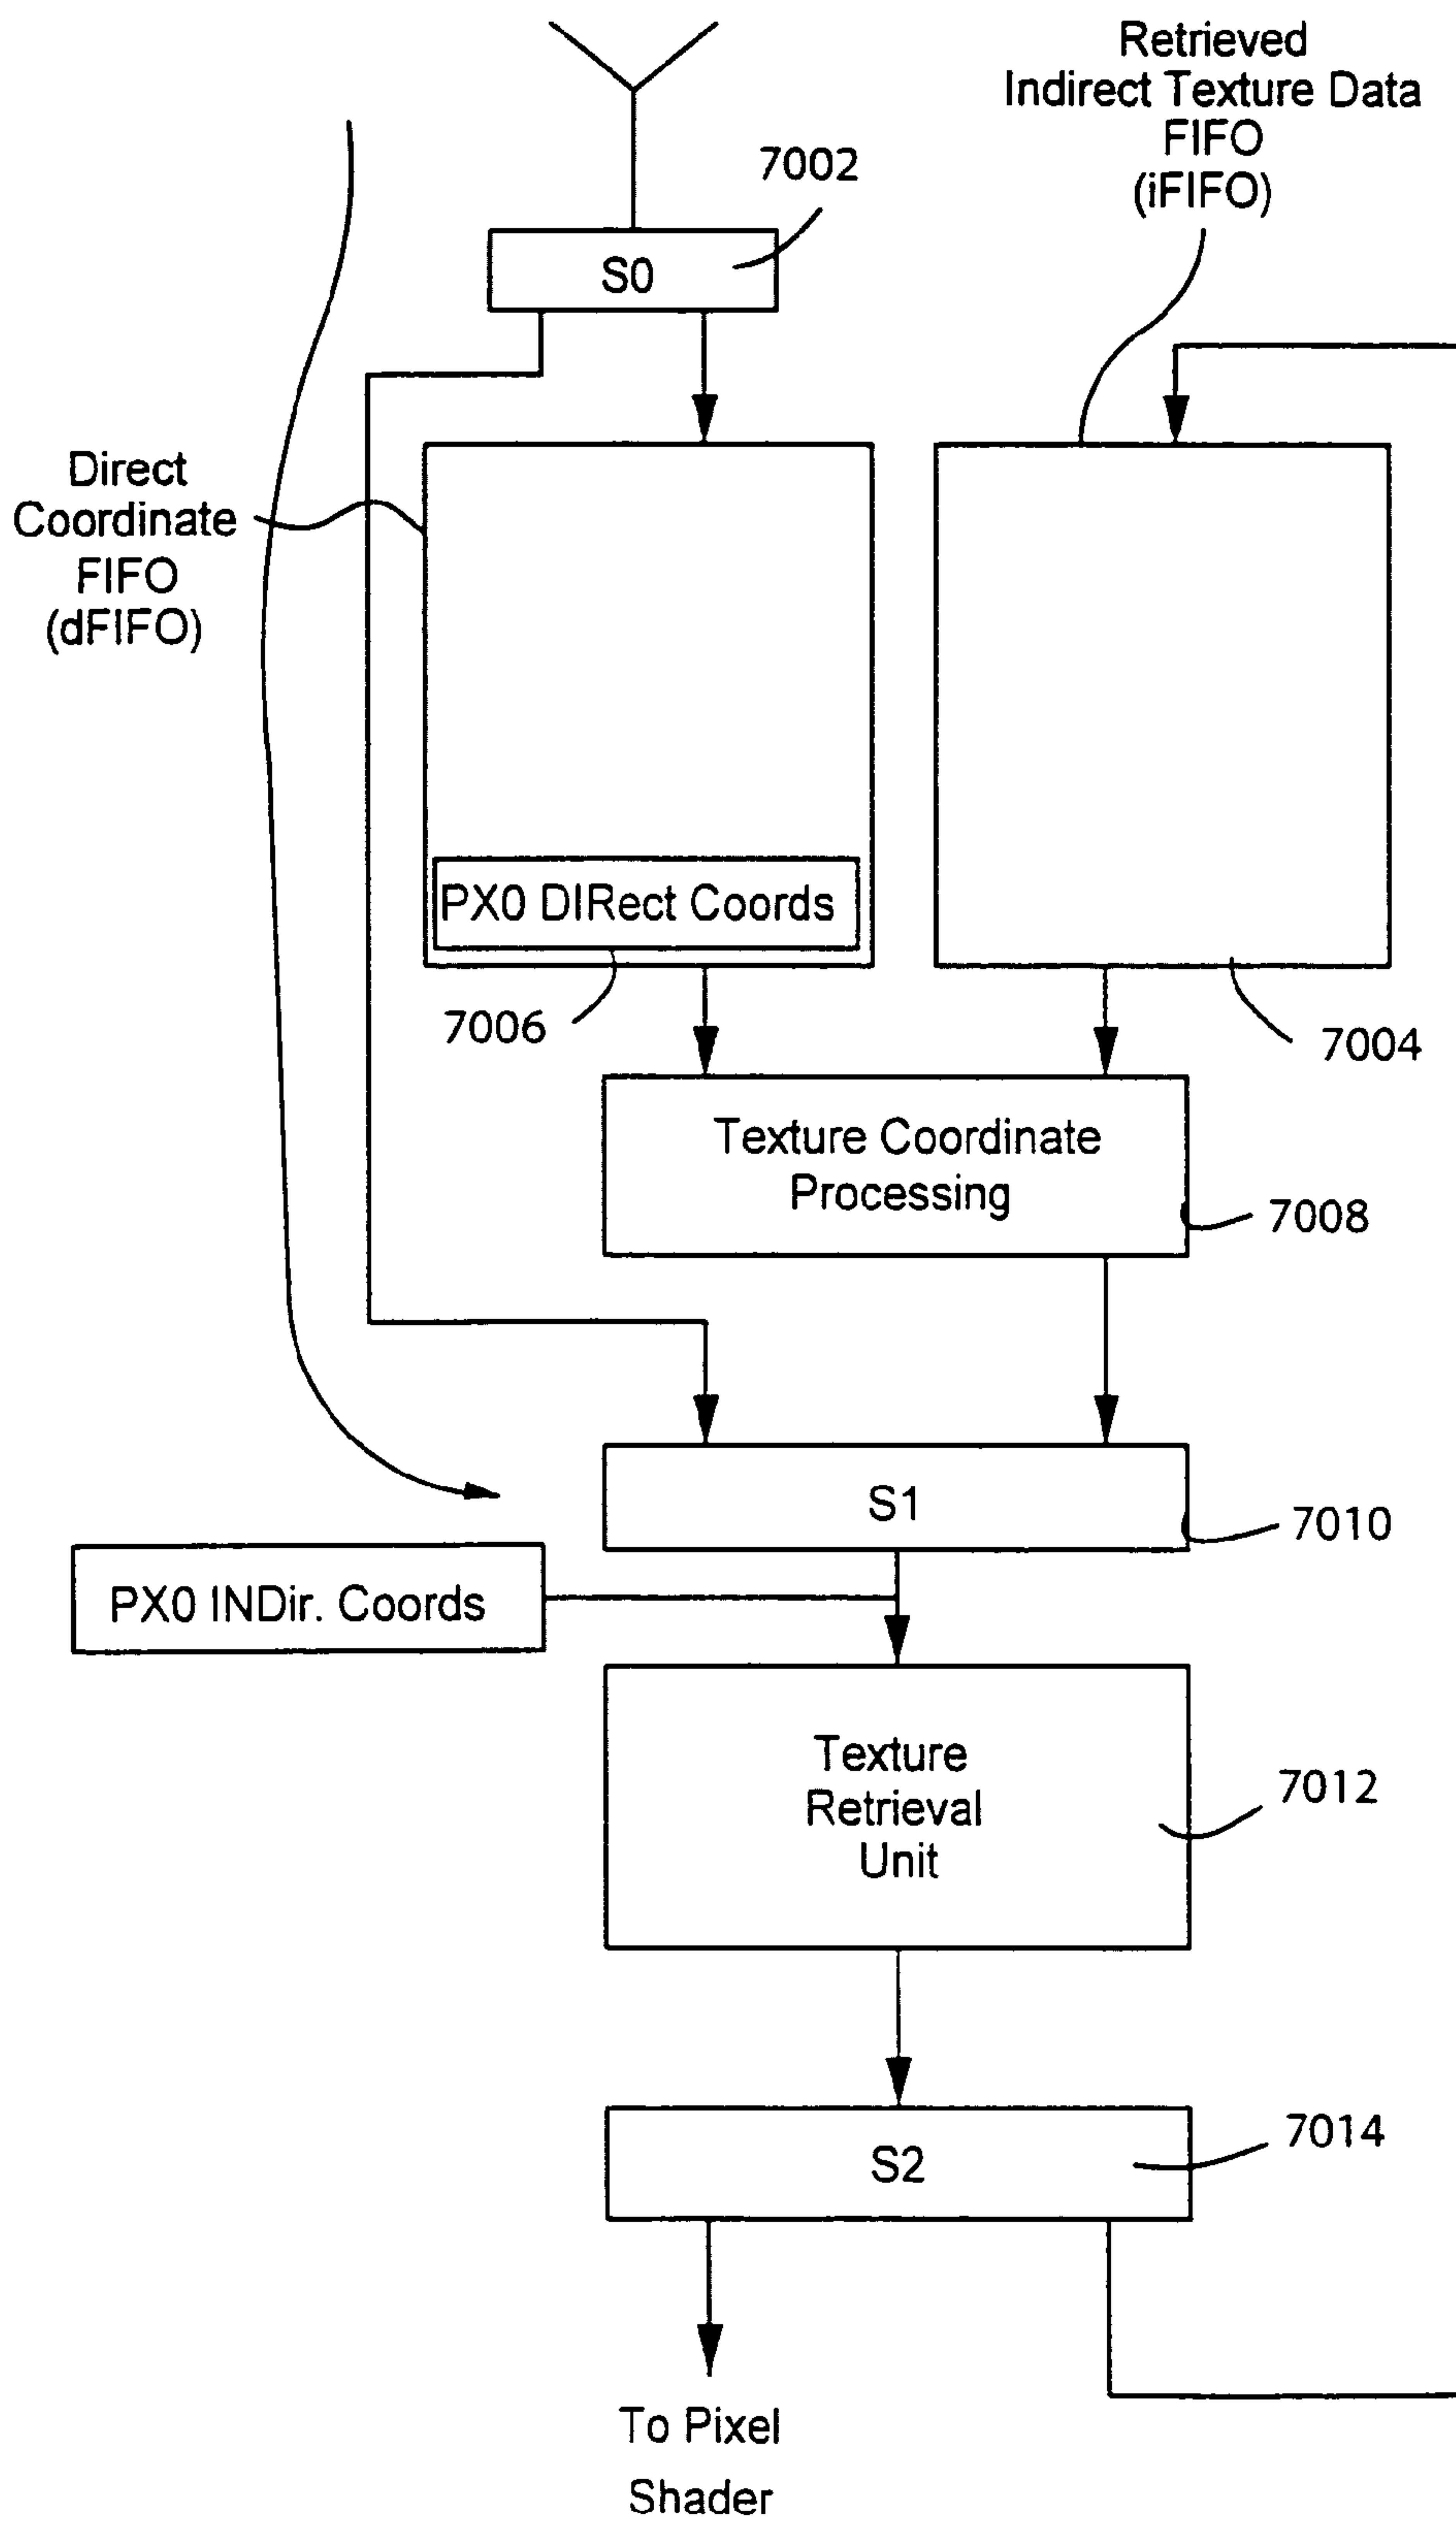 Retrieved
Indirect Texture Data
FIFO
(iFIFO)
7002
S0
Direct
Coordinate
FIFO
(dFIFO)
PX0 DIRect Coords
7006
7004
Texture Coordinate
Processing
7008
S1
7010
PX0 INDir. Coords
Texture
Retrieval
Unit
7012
S2
7014
To Pixel
Shader